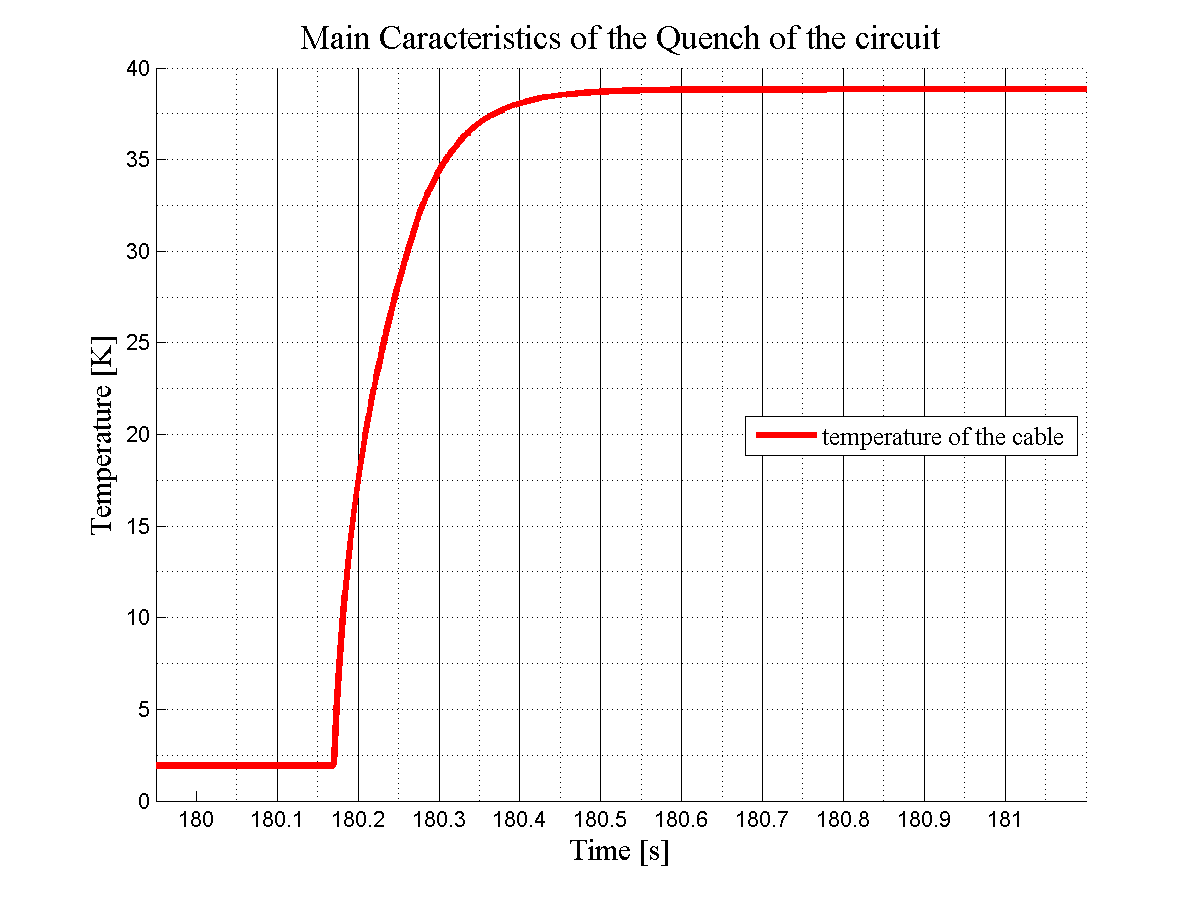 Main Caracteristics of the Quench of the circuit
40
35
30
25
20
15
10
5
0
Temperature [K]
temperature of the cable
180 180.1 180.2 180.3 180.4 180.5 180.6 180.7 180.8 180.9 181
Time [s]